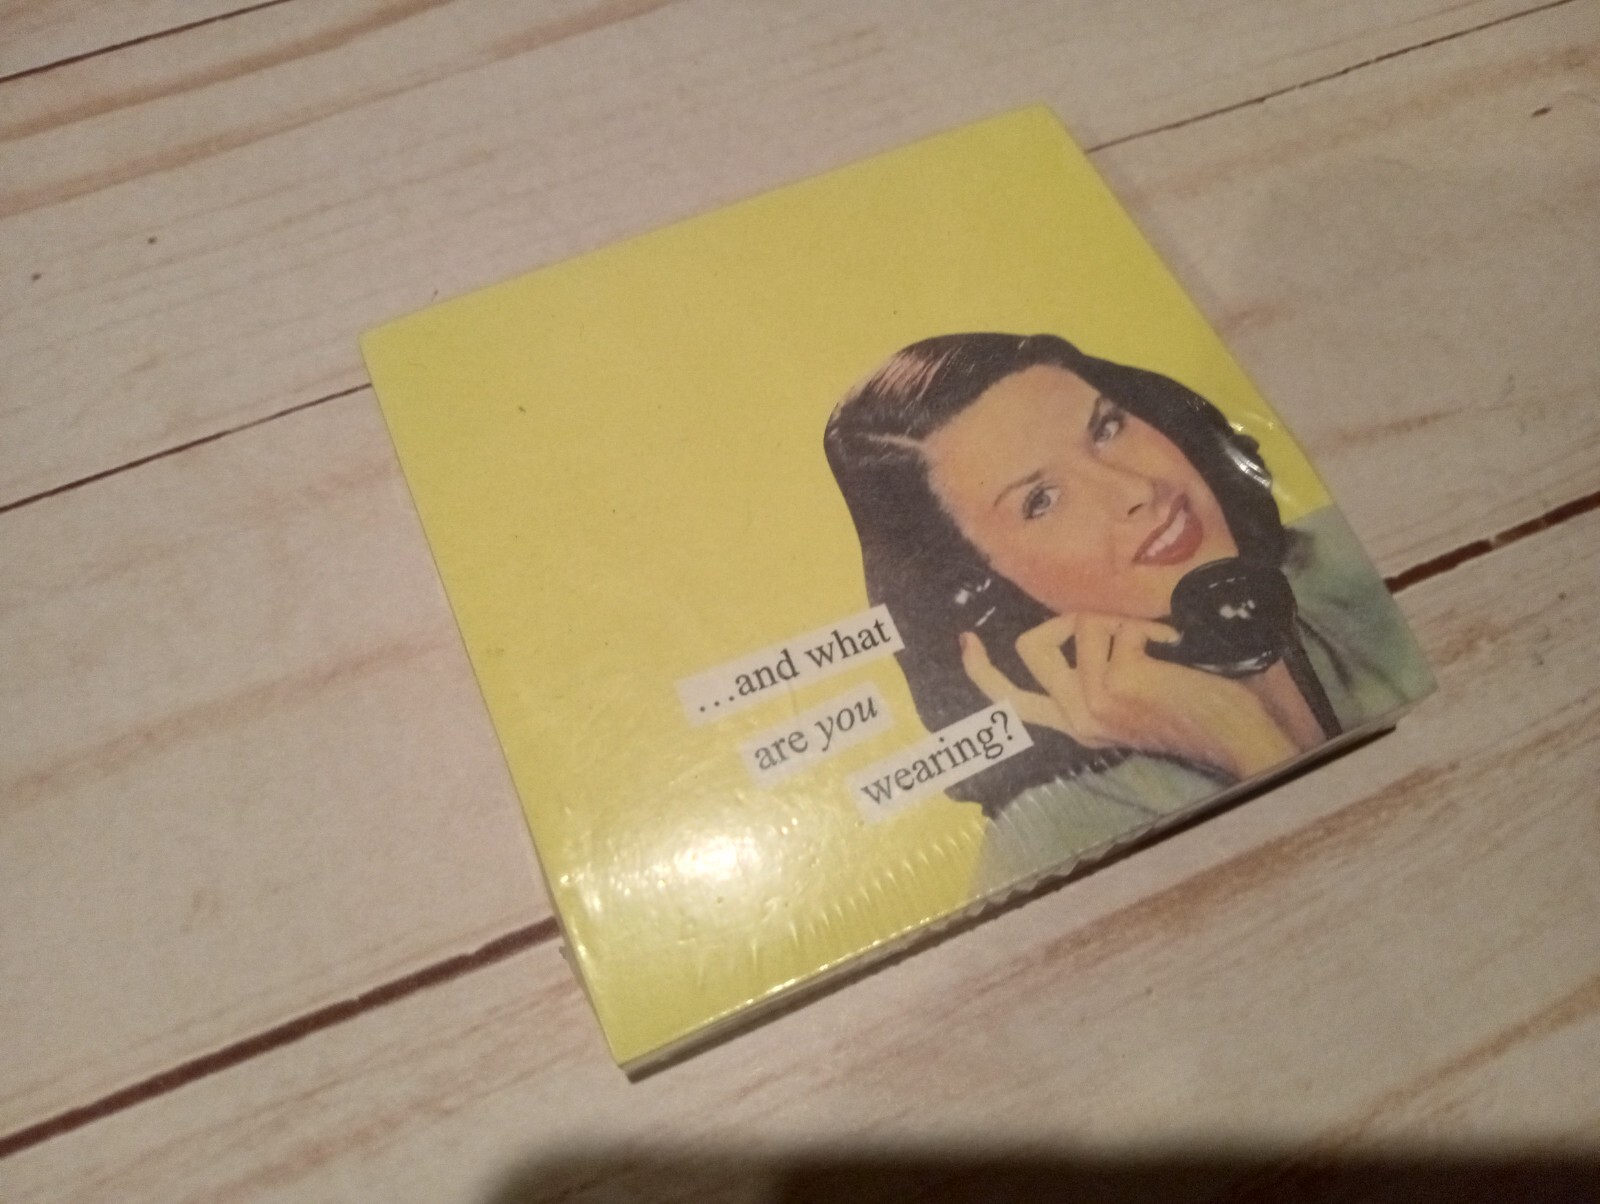 ...and what
are you
wearing?